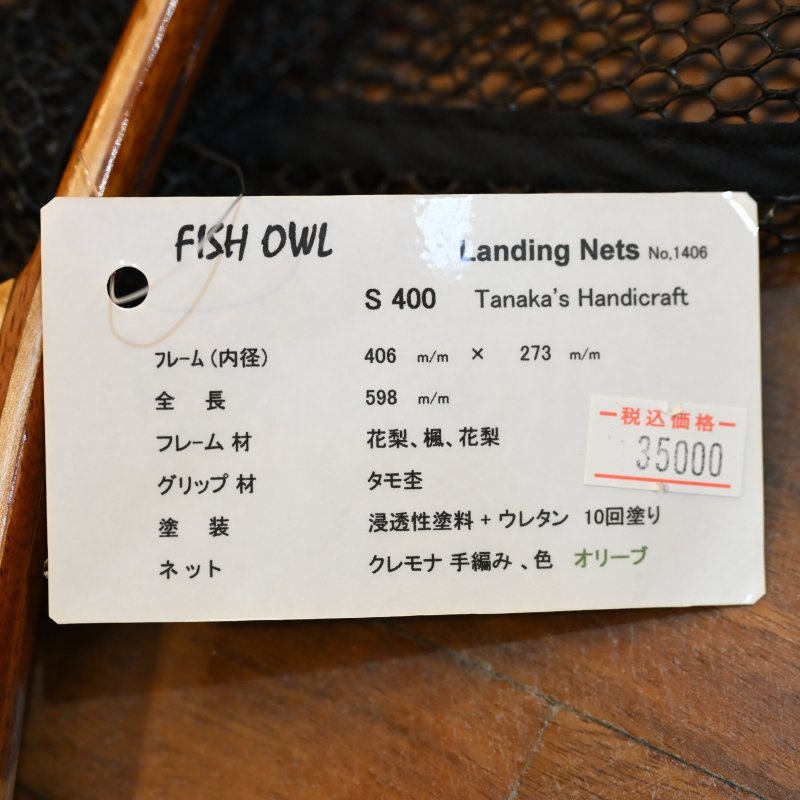 FISH OWL
Landing Nets No,1406
S 400 Tanaka's Handicraft
フレーム(内径) 406 m/m × 273 m/m
全 長 598 m/m
フレーム 材 花梨、楓、花梨
グリップ 材 タモ杢
塗 装 浸透性塗料 + ウレタン 10回塗り
ネット クレモナ 手編み 、色 オリーブ
税込価格
35000